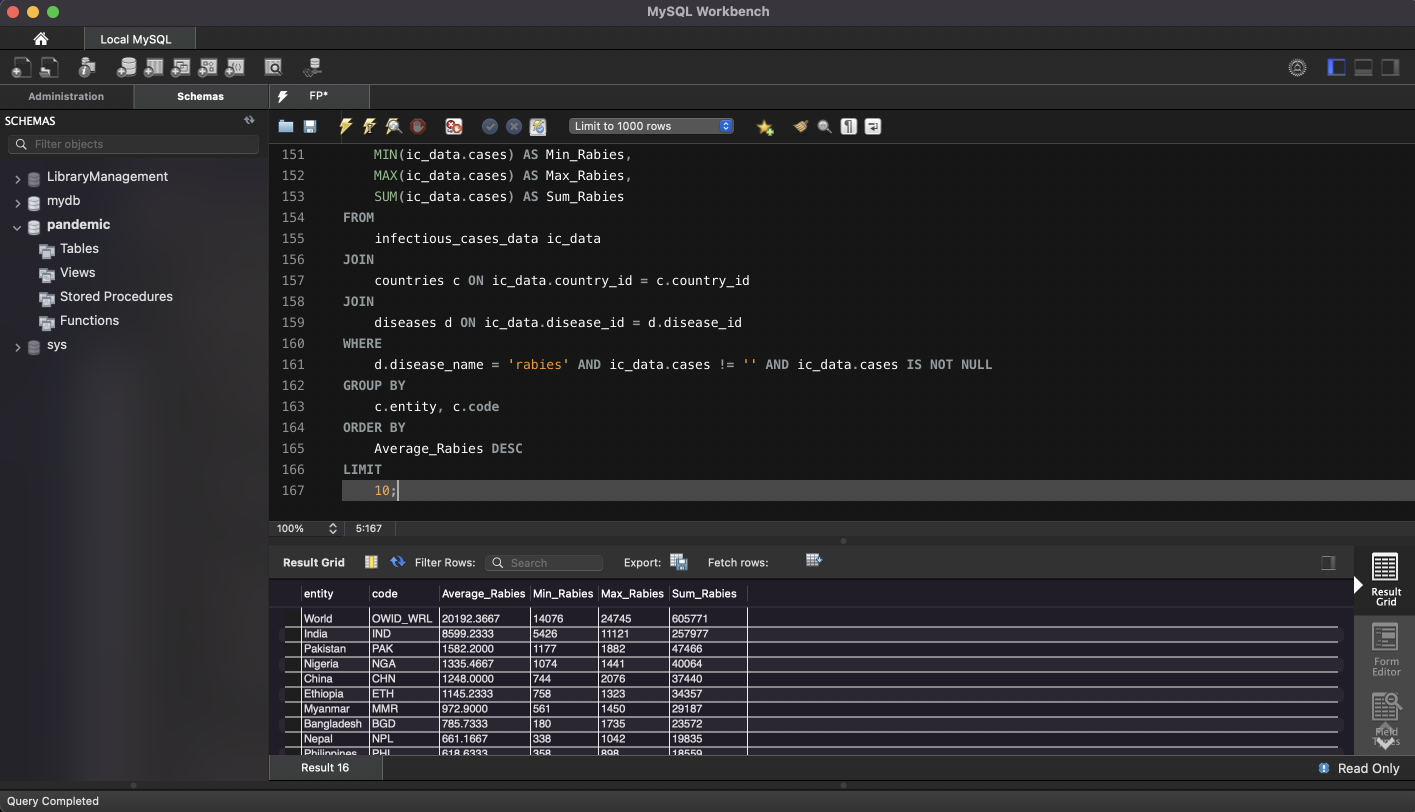 MySQL Workbench
Local MySQL
Administration
Schemas
FP*
SCHEMAS
Filter objects
LibraryManagement
mydb
pandemic
Tables
Views
Stored Procedures
Functions
sys
Limit to 1000 rows
151 MIN(ic_data.cases) AS Min_Rabies,
152 MAX(ic_data.cases) AS Max_Rabies,
153 SUM(ic_data.cases) AS Sum_Rabies
154 FROM
155 infectious_cases_data ic_data
156 JOIN
157 countries c ON ic_data.country_id = c.country_id
158 JOIN
159 diseases d ON ic_data.disease_id = d.disease_id
160 WHERE
161 d.disease_name = 'rabies' AND ic_data.cases != '' AND ic_data.cases IS NOT NULL
162 GROUP BY
163 c.entity, c.code
164 ORDER BY
165 Average_Rabies DESC
166 LIMIT
167 10;
100% 5:167
Result Grid Filter Rows: Search Export: Fetch rows:
entity code Average_Rabies Min_Rabies Max_Rabies Sum_Rabies
World OWID_WRL 20192.3667 14076 24745 605771
India IND 8599.2333 5426 11121 257977
Pakistan PAK 1582.2000 1177 1882 47466
Nigeria NGA 1335.4667 1074 1441 40064
China CHN 1248.0000 744 2076 37440
Ethiopia ETH 1145.2333 758 1323 34357
Myanmar MMR 972.9000 561 1450 29187
Bangladesh BGD 785.7333 180 1735 23572
Nepal NPL 661.1667 338 1042 19835
Philippines PHL 618.6333 358 898 18559
Result
Grid
Form
Editor
Field
Types
Result 16
Read Only
Query Completed